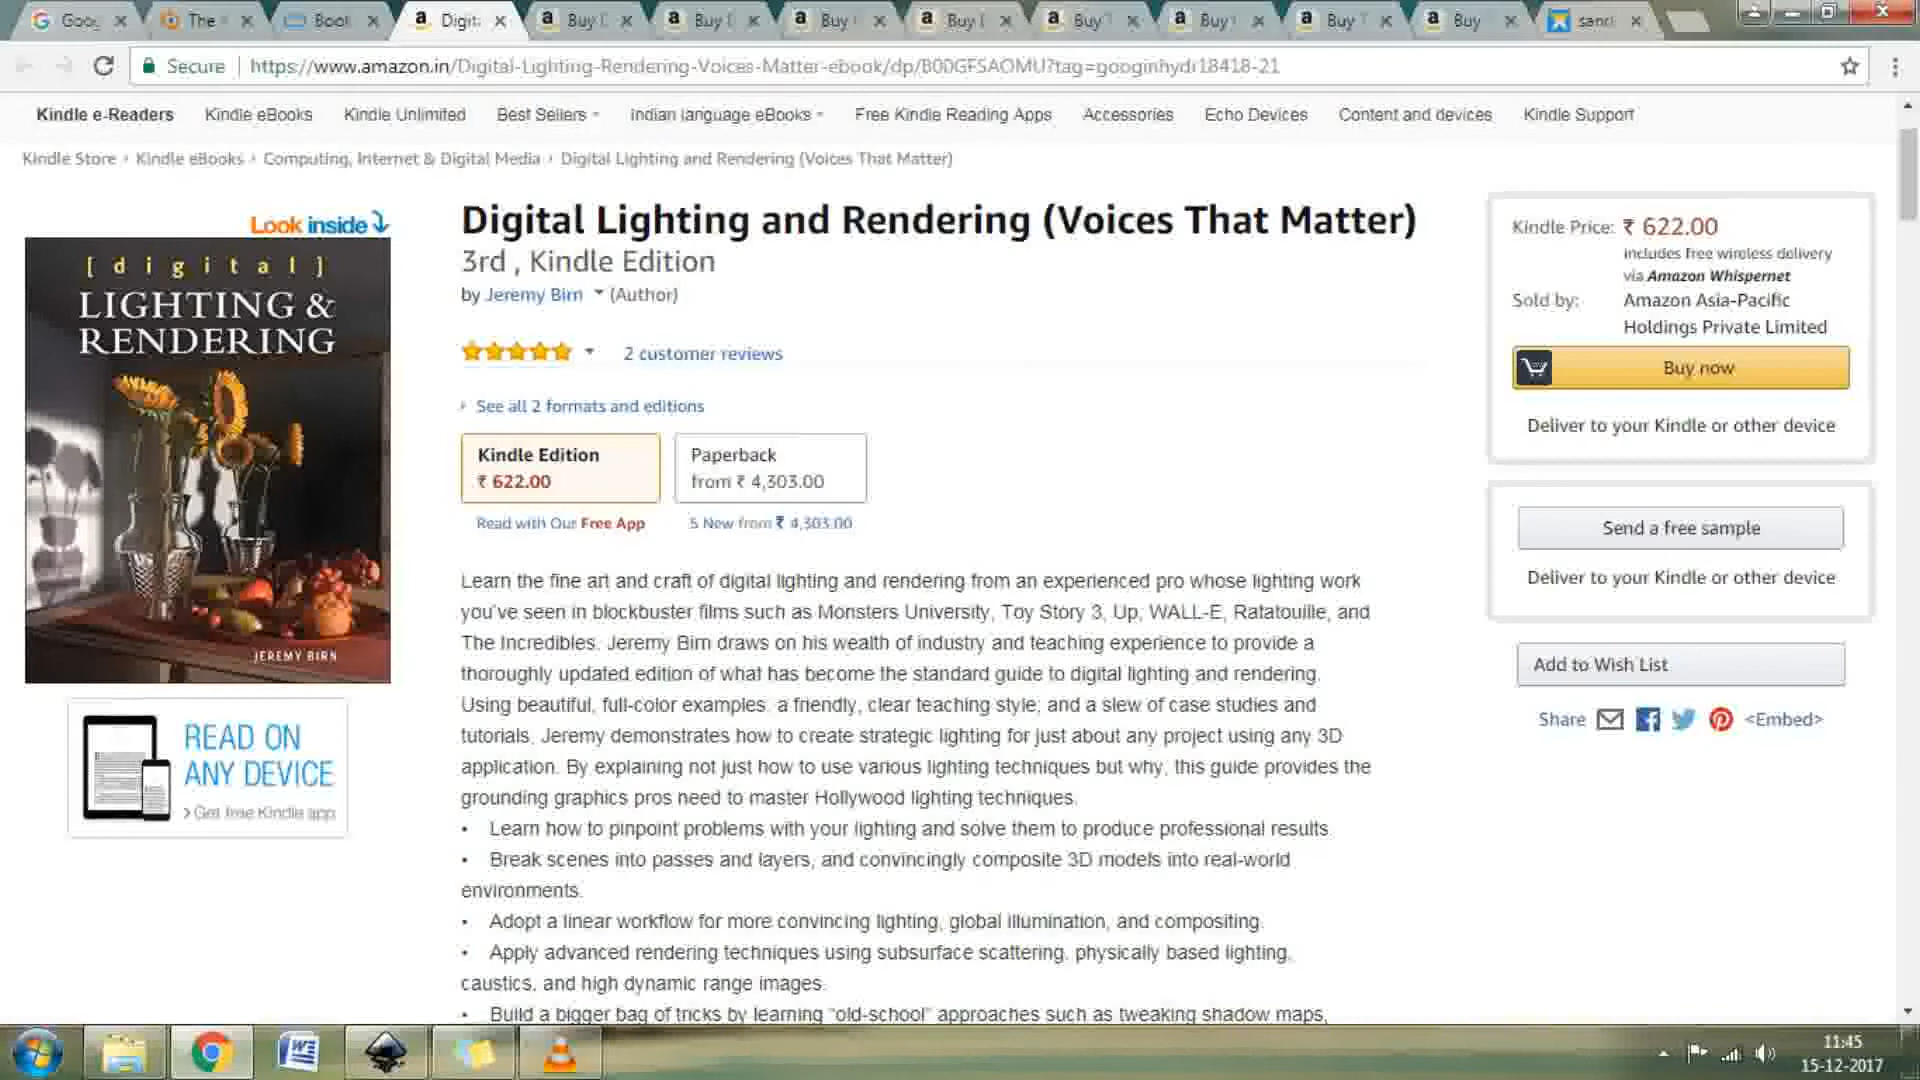 Goog
The
Book
Digit
Buy
Buy
Buy
Buy
Buy
Buy
Buy
Buy
sanc
Secure
https://www.amazon.in/Digital-Lighting-Rendering-Voices-Matter-ebook/dp/B00GFSAOMU?tag=googinhydr18418-21
Kindle e-Readers Kindle eBooks Kindle Unlimited Best Sellers Indian language eBooks Free Kindle Reading Apps Accessories Echo Devices Content and devices Kindle Support
Kindle Store › Kindle eBooks › Computing, Internet & Digital Media › Digital Lighting and Rendering (Voices That Matter)
Look inside
[digital]
LIGHTING &
RENDERING
JEREMY BIRN
READ ON
ANY DEVICE
› Get free Kindle app
Digital Lighting and Rendering (Voices That Matter)
3rd , Kindle Edition
by Jeremy Birn (Author)
2 customer reviews
› See all 2 formats and editions
Kindle Edition
₹ 622.00
Read with Our Free App
Paperback
from ₹ 4,303.00
5 New from ₹ 4,303.00
Learn the fine art and craft of digital lighting and rendering from an experienced pro whose lighting work
you've seen in blockbuster films such as Monsters University, Toy Story 3, Up, WALL-E, Ratatouille, and
The Incredibles. Jeremy Birn draws on his wealth of industry and teaching experience to provide a
thoroughly updated edition of what has become the standard guide to digital lighting and rendering.
Using beautiful, full-color examples; a friendly, clear teaching style; and a slew of case studies and
tutorials, Jeremy demonstrates how to create strategic lighting for just about any project using any 3D
application. By explaining not just how to use various lighting techniques but why, this guide provides the
grounding graphics pros need to master Hollywood lighting techniques.
• Learn how to pinpoint problems with your lighting and solve them to produce professional results.
• Break scenes into passes and layers, and convincingly composite 3D models into real-world
environments.
• Adopt a linear workflow for more convincing lighting, global illumination, and compositing.
• Apply advanced rendering techniques using subsurface scattering, physically based lighting,
caustics, and high dynamic range images.
• Build a bigger bag of tricks by learning "old-school" approaches such as tweaking shadow maps,
Kindle Price: ₹ 622.00
includes free wireless delivery
via Amazon Whispernet
Sold by: Amazon Asia-Pacific
Holdings Private Limited
Buy now
Deliver to your Kindle or other device
Send a free sample
Deliver to your Kindle or other device
Add to Wish List
Share <Embed>
11:45
15-12-2017